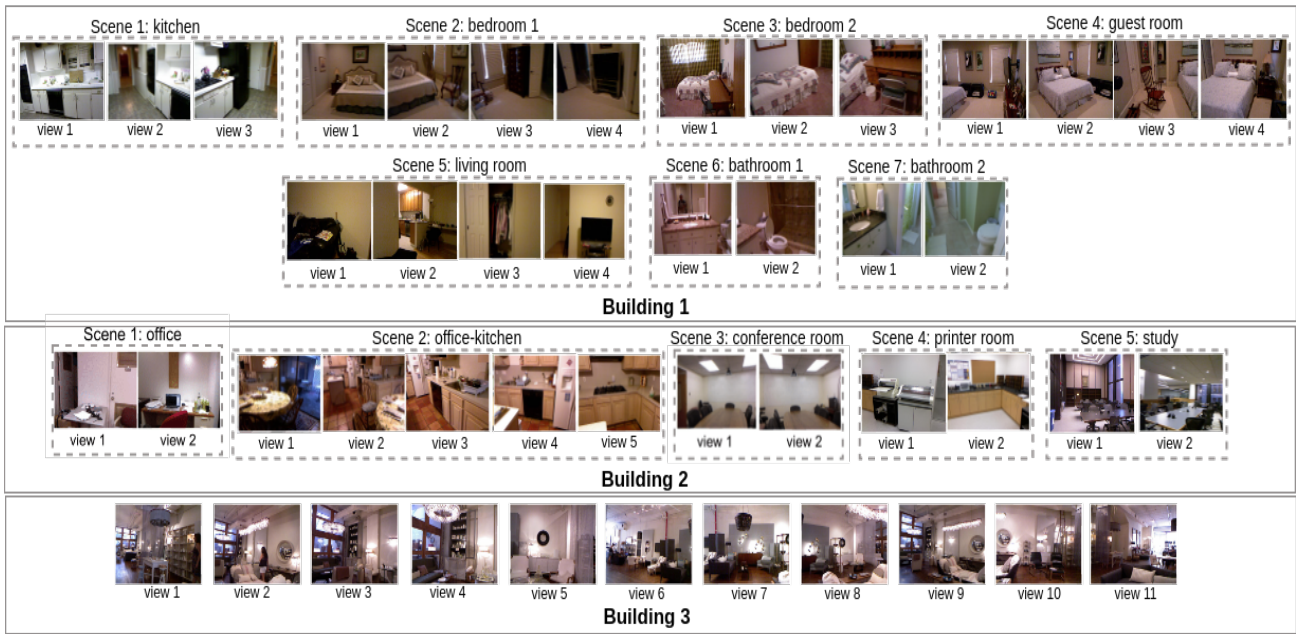 Scene 1: kitchen
Scene 2: bedroom 1
Scene 3: bedroom 2
Scene 4: guest room
view 1 view 2 view 3
view 1 view 2 view 3 view 4
view 1 view 2 view 3
view 1 view 2 view 3 view 4
Scene 5: living room
Scene 6: bathroom 1
Scene 7: bathroom 2
view 1 view 2 view 3 view 4
view 1 view 2
view 1 view 2
Building 1
Scene 1: office
Scene 2: office-kitchen
Scene 3: conference room
Scene 4: printer room
Scene 5: study
view 1 view 2
view 1 view 2 view 3 view 4 view 5
view 1 view 2
view 1 view 2
view 1 view 2
Building 2
view 1 view 2 view 3 view 4 view 5 view 6 view 7 view 8 view 9 view 10 view 11
Building 3